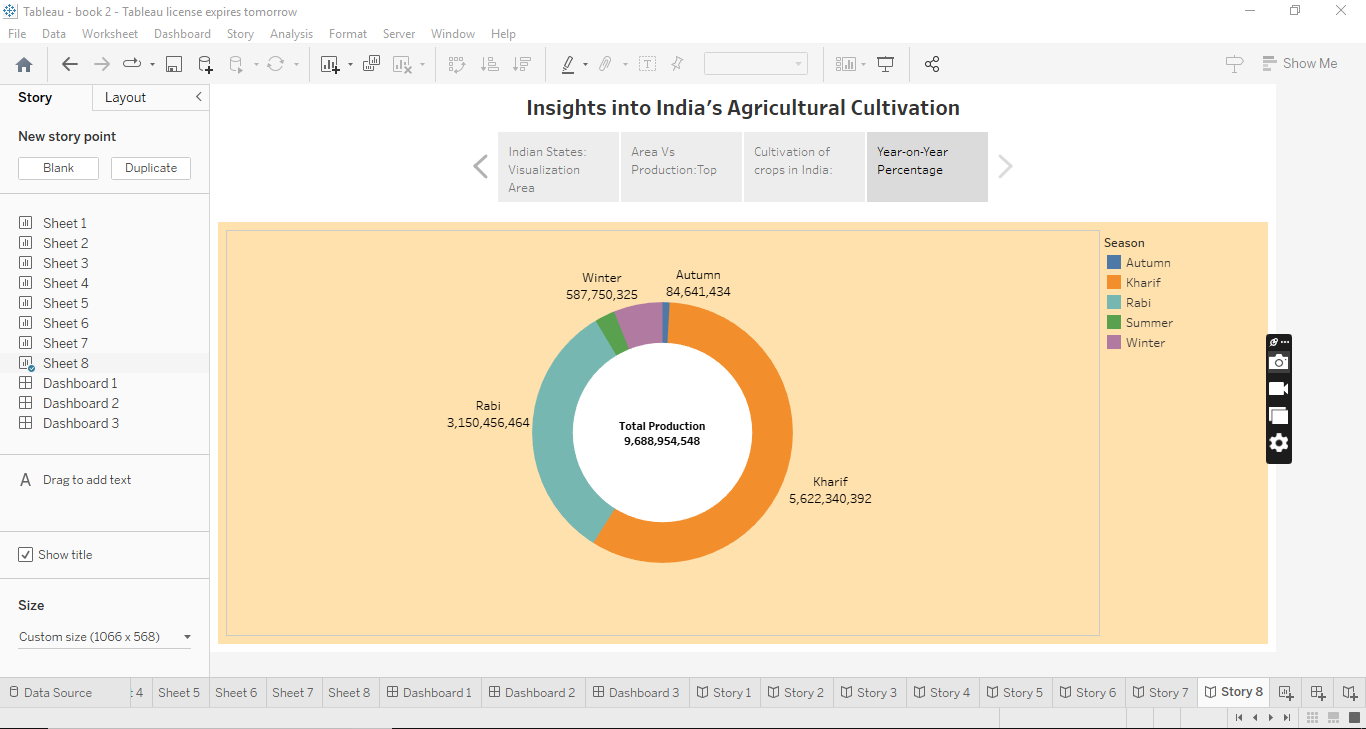 Tableau - book 2 - Tableau license expires tomorrow
File Data Worksheet Dashboard Story Analysis Format Server Window Help
Show Me
Story Layout
New story point
Blank Duplicate
Sheet 1
Sheet 2
Sheet 3
Sheet 4
Sheet 5
Sheet 6
Sheet 7
Sheet 8
Dashboard 1
Dashboard 2
Dashboard 3
A Drag to add text
Show title
Size
Custom size (1066 x 568)
Insights into India’s Agricultural Cultivation
Indian States:
Visualization
Area
Area Vs
Production:Top
Cultivation of
crops in India:
Year-on-Year
Percentage
Winter
587,750,325
Autumn
84,641,434
Rabi
3,150,456,464
Total Production
9,688,954,548
Kharif
5,622,340,392
Season
Autumn
Kharif
Rabi
Summer
Winter
Data Source : 4 Sheet 5 Sheet 6 Sheet 7 Sheet 8 Dashboard 1 Dashboard 2 Dashboard 3 Story 1 Story 2 Story 3 Story 4 Story 5 Story 6 Story 7 Story 8